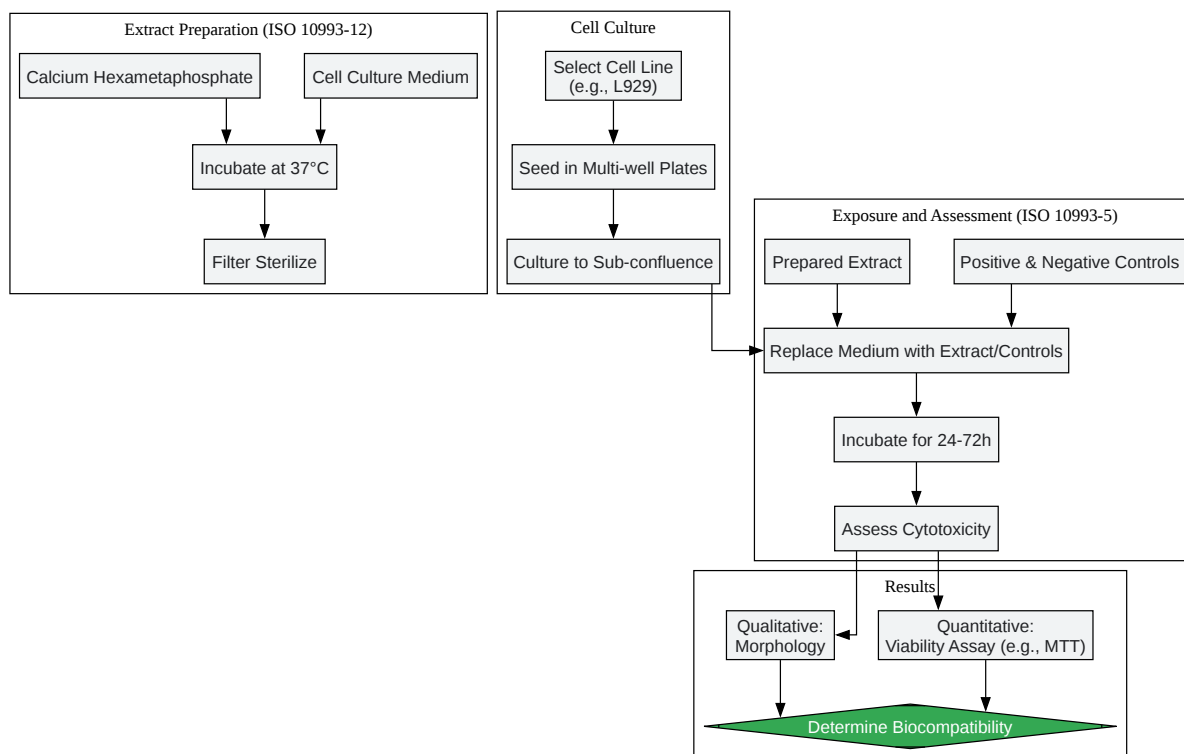 Extract Preparation (ISO 10993-12)
Calcium Hexametaphosphate
Cell Culture Medium
Incubate at 37°C
Filter Sterilize
Cell Culture
Select Cell Line
(e.g., L929)
Seed in Multi-well Plates
Culture to Sub-confluence
Exposure and Assessment (ISO 10993-5)
Prepared Extract
Positive & Negative Controls
Replace Medium with Extract/Controls
Incubate for 24-72h
Assess Cytotoxicity
Results
Qualitative:
Morphology
Quantitative:
Viability Assay (e.g., MTT)
Determine Biocompatibility